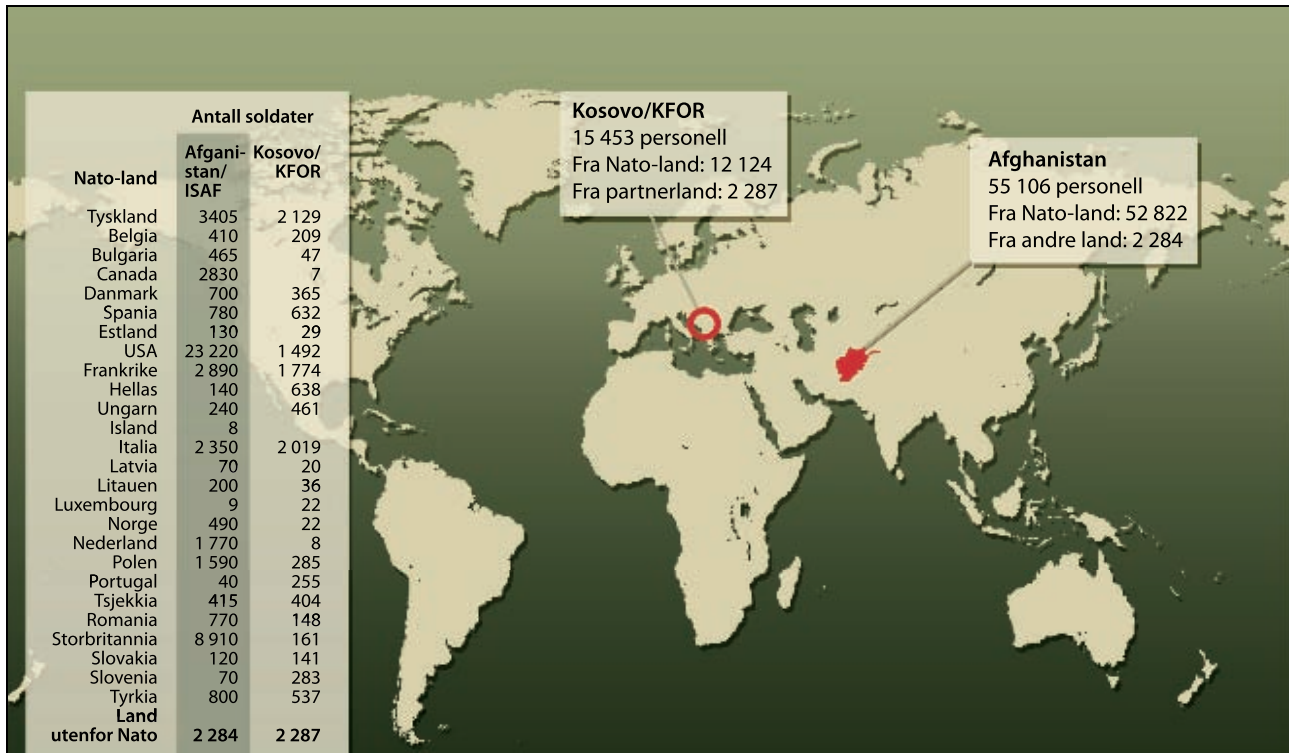 Antall soldater
Nato-land Afgani-stan/ISAF Kosovo/KFOR
Tyskland 3405 2 129
Belgia 410 209
Bulgaria 465 47
Canada 2830 7
Danmark 700 365
Spania 780 632
Estland 130 29
USA 23 220 1 492
Frankrike 2 890 1 774
Hellas 140 638
Ungarn 240 461
Island 8
Italia 2 350 2 019
Latvia 70 20
Litauen 200 36
Luxembourg 9 22
Norge 490 22
Nederland 1 770 8
Polen 1 590 285
Portugal 40 255
Tsjekkia 415 404
Romania 770 148
Storbritannia 8 910 161
Slovakia 120 141
Slovenia 70 283
Tyrkia 800 537
Land
utenfor Nato 2 284 2 287
Kosovo/KFOR
15 453 personell
Fra Nato-land: 12 124
Fra partnerland: 2 287
Afghanistan
55 106 personell
Fra Nato-land: 52 822
Fra andre land: 2 284